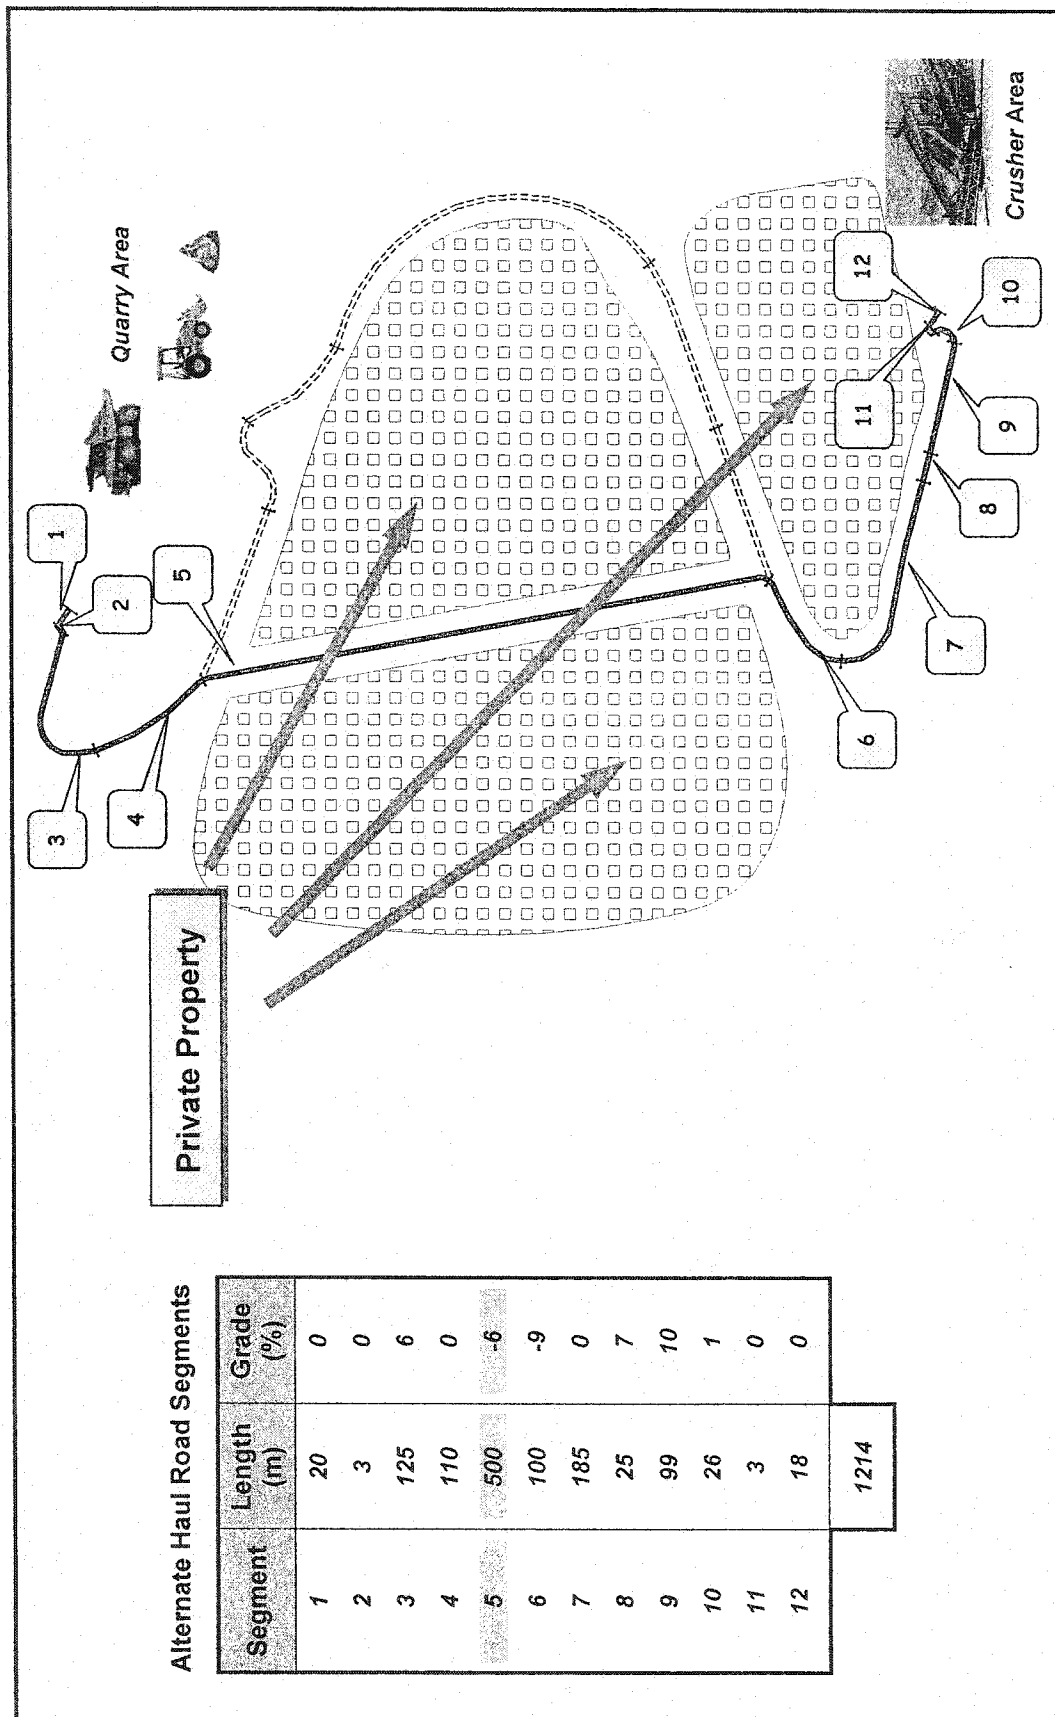 Quarry Area
Crusher Area
1
2
3
4
5
6
7
8
9
10
11
12
Private Property
Alternate Haul Road Segments
Segment Length (m) Grade (%)
1 20 0
2 3 0
3 125 6
4 110 0
5 500 -6
6 100 -9
7 185 0
8 25 7
9 99 10
10 26 1
11 3 0
12 18 0
1214